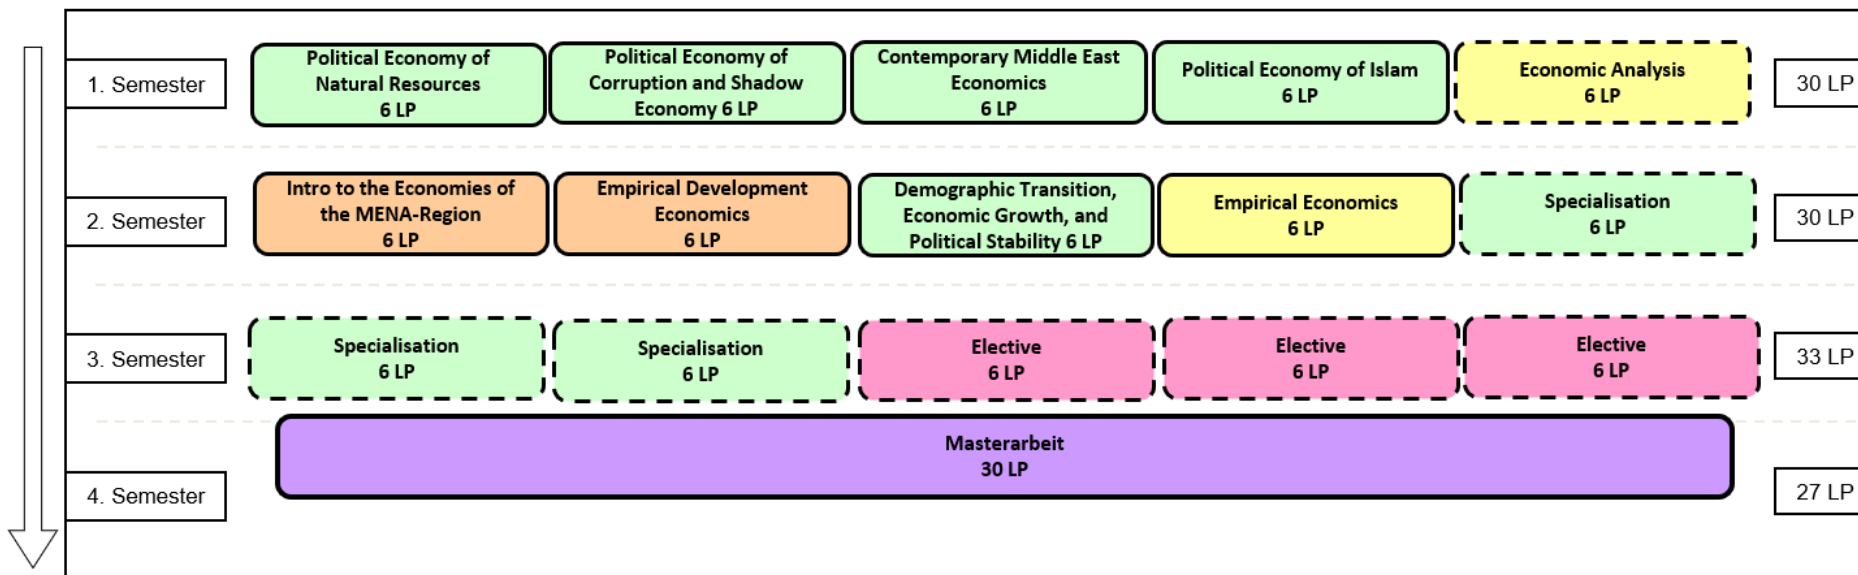 1. Semester
Political Economy of
Natural Resources
6 LP
Political Economy of
Corruption and Shadow
Economy 6 LP
Contemporary Middle East
Economics
6 LP
Political Economy of Islam
6 LP
Economic Analysis
6 LP
30 LP
2. Semester
Intro to the Economies of
the MENA-Region
6 LP
Empirical Development
Economics
6 LP
Demographic Transition,
Economic Growth, and
Political Stability 6 LP
Empirical Economics
6 LP
Specialisation
6 LP
30 LP
3. Semester
Specialisation
6 LP
Specialisation
6 LP
Elective
6 LP
Elective
6 LP
Elective
6 LP
33 LP
4. Semester
Masterarbeit
30 LP
27 LP